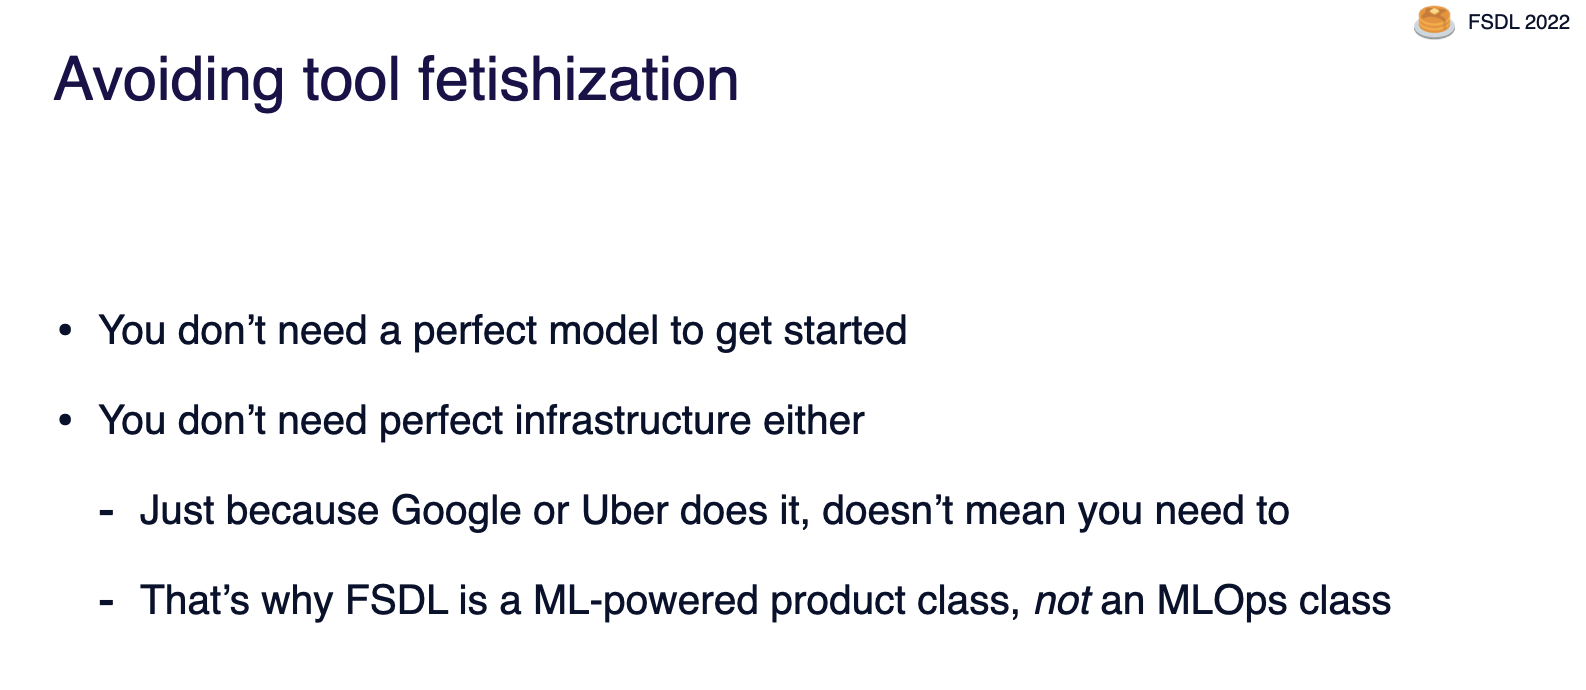 FSDL 2022
Avoiding tool fetishization
• You don’t need a perfect model to get started
• You don’t need perfect infrastructure either
- Just because Google or Uber does it, doesn’t mean you need to
- That’s why FSDL is a ML-powered product class, not an MLOps class